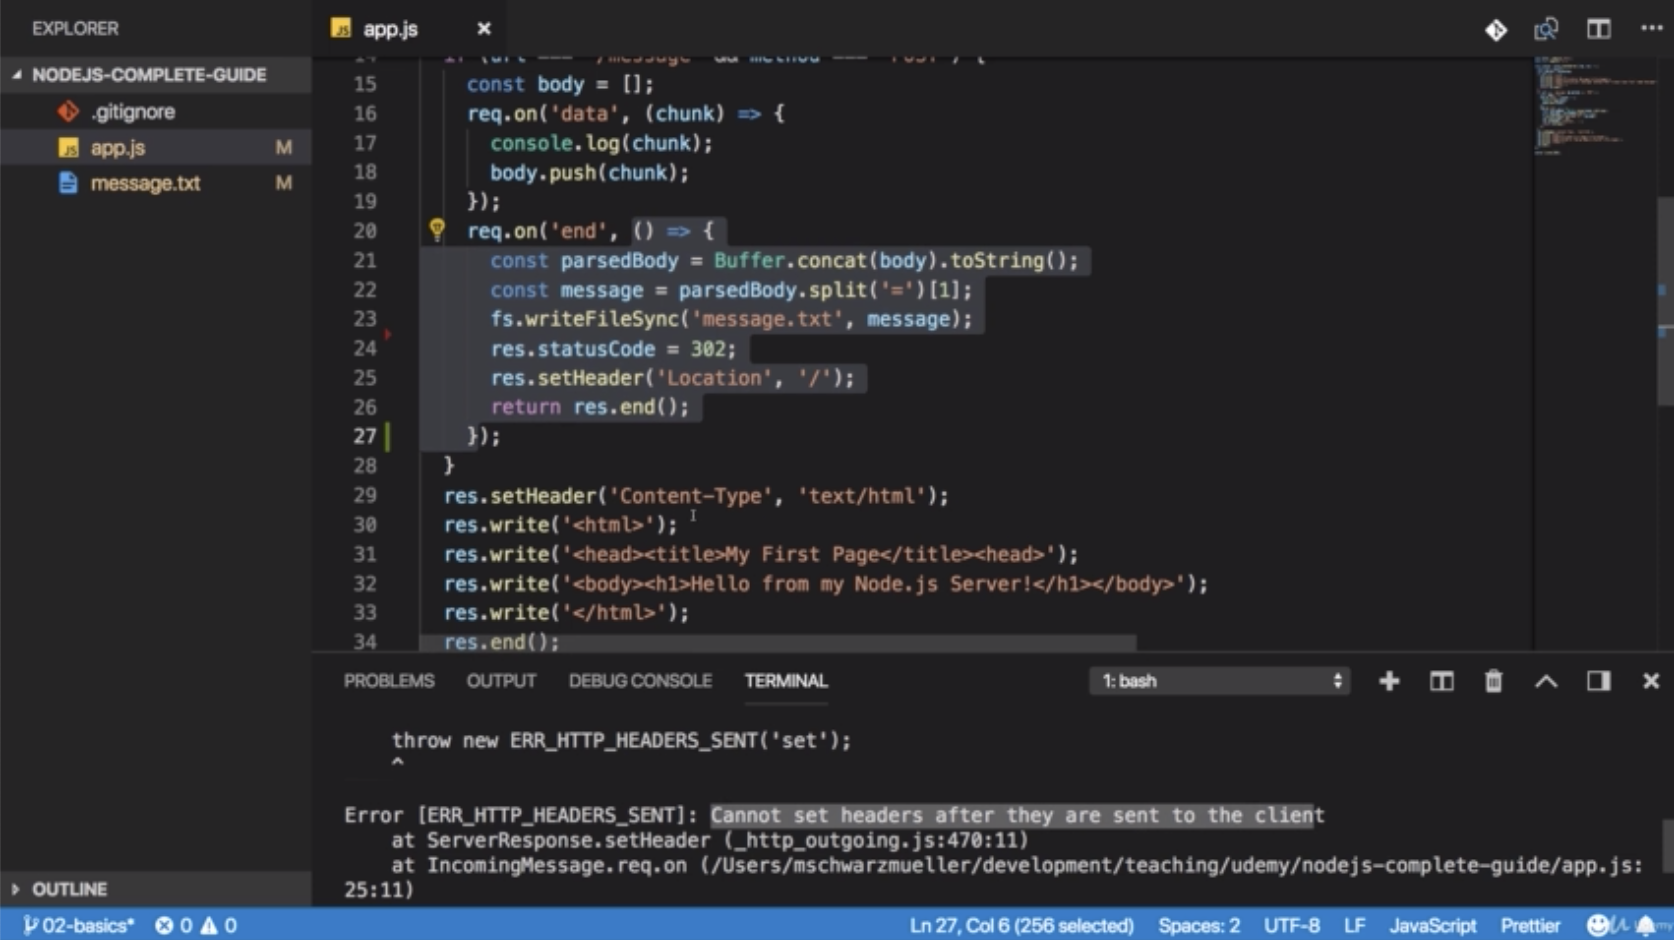 EXPLORER
app.js
NODEJS-COMPLETE-GUIDE
.gitignore
app.js M
message.txt M
OUTLINE
14 if (url === '/message' && method === 'POST') {
15 const body = [];
16 req.on('data', (chunk) => {
17 console.log(chunk);
18 body.push(chunk);
19 });
20 req.on('end', () => {
21 const parsedBody = Buffer.concat(body).toString();
22 const message = parsedBody.split('=')[1];
23 fs.writeFileSync('message.txt', message);
24 res.statusCode = 302;
25 res.setHeader('Location', '/');
26 return res.end();
27 });
28 }
29 res.setHeader('Content-Type', 'text/html');
30 res.write('<html>');
31 res.write('<head><title>My First Page</title><head>');
32 res.write('<body><h1>Hello from my Node.js Server!</h1></body>');
33 res.write('</html>');
34 res.end();
PROBLEMS OUTPUT DEBUG CONSOLE TERMINAL 1: bash
throw new ERR_HTTP_HEADERS_SENT('set');
^
Error [ERR_HTTP_HEADERS_SENT]: Cannot set headers after they are sent to the client
at ServerResponse.setHeader (_http_outgoing.js:470:11)
at IncomingMessage.req.on (/Users/mschwarzmueller/development/teaching/udemy/nodejs-complete-guide/app.js:
25:11)
02-basics* 0 0 Ln 27, Col 6 (256 selected) Spaces: 2 UTF-8 LF JavaScript Prettier